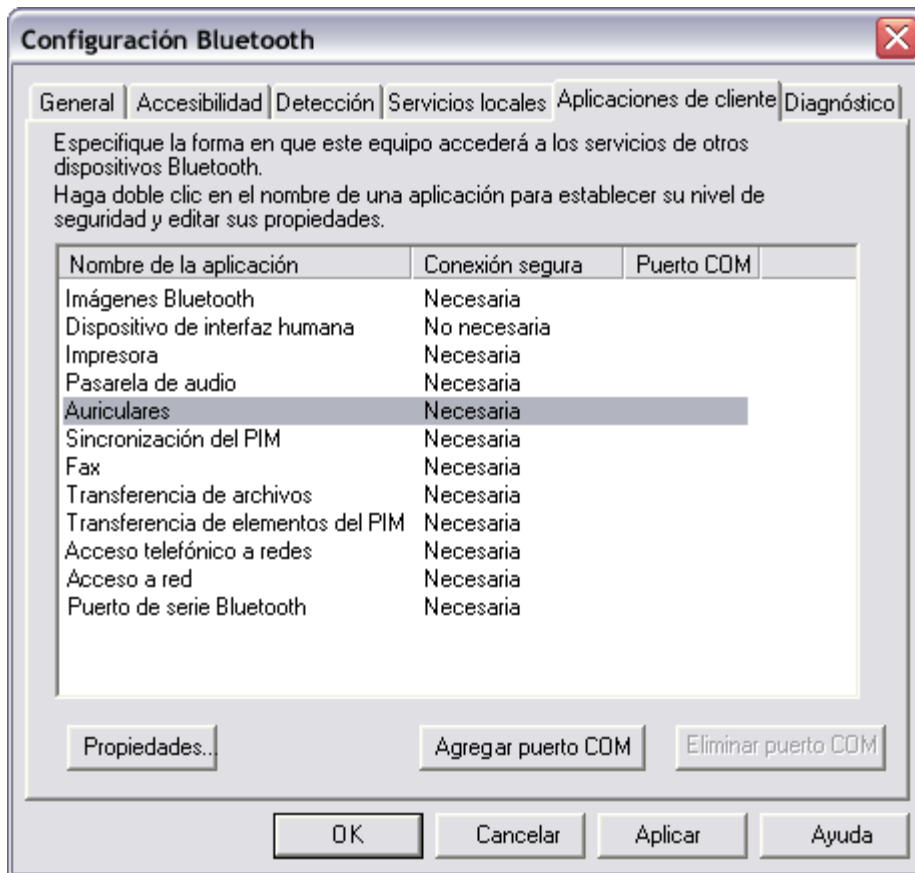 Configuración Bluetooth
General Accesibilidad Detección Servicios locales Aplicaciones de cliente Diagnóstico
Especifique la forma en que este equipo accederá a los servicios de otros
dispositivos Bluetooth.
Haga doble clic en el nombre de una aplicación para establecer su nivel de
seguridad y editar sus propiedades.
Nombre de la aplicación Conexión segura Puerto COM
Imágenes Bluetooth Necesaria
Dispositivo de interfaz humana No necesaria
Impresora Necesaria
Pasarela de audio Necesaria
Auriculares Necesaria
Sincronización del PIM Necesaria
Fax Necesaria
Transferencia de archivos Necesaria
Transferencia de elementos del PIM Necesaria
Acceso telefónico a redes Necesaria
Acceso a red Necesaria
Puerto de serie Bluetooth Necesaria
Propiedades... Agregar puerto COM Eliminar puerto COM
OK Cancelar Aplicar Ayuda